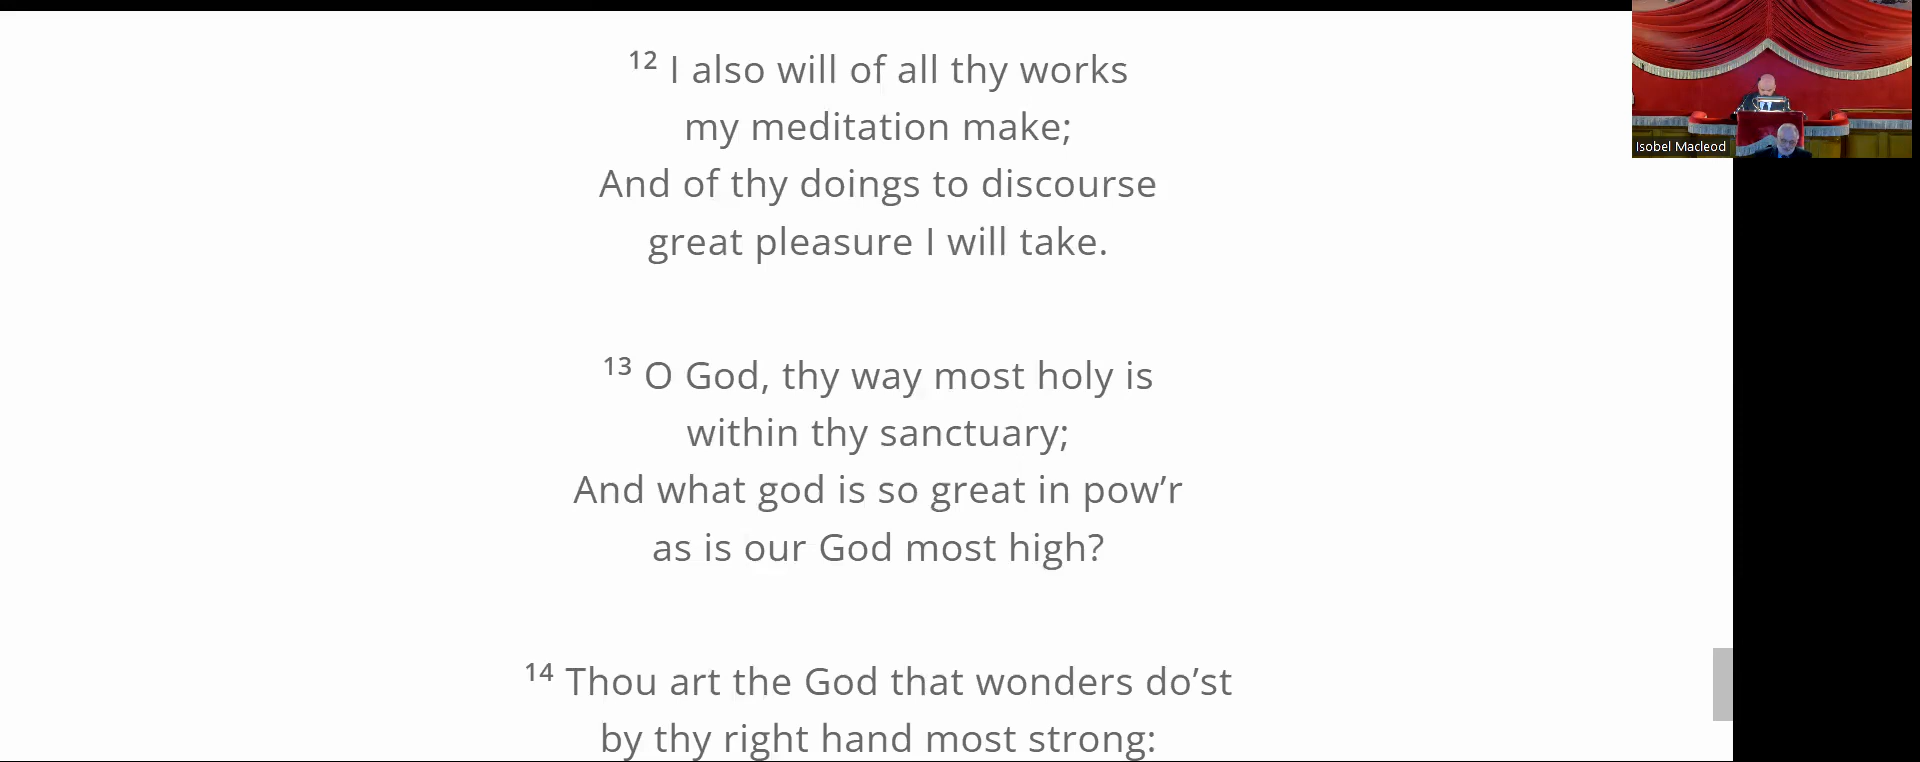 12 I also will of all thy works
my meditation make;
And of thy doings to discourse
great pleasure I will take.
13 O God, thy way most holy is
within thy sanctuary;
And what god is so great in pow’r
as is our God most high?
14 Thou art the God that wonders do’st
by thy right hand most strong:
Isobel Macleod